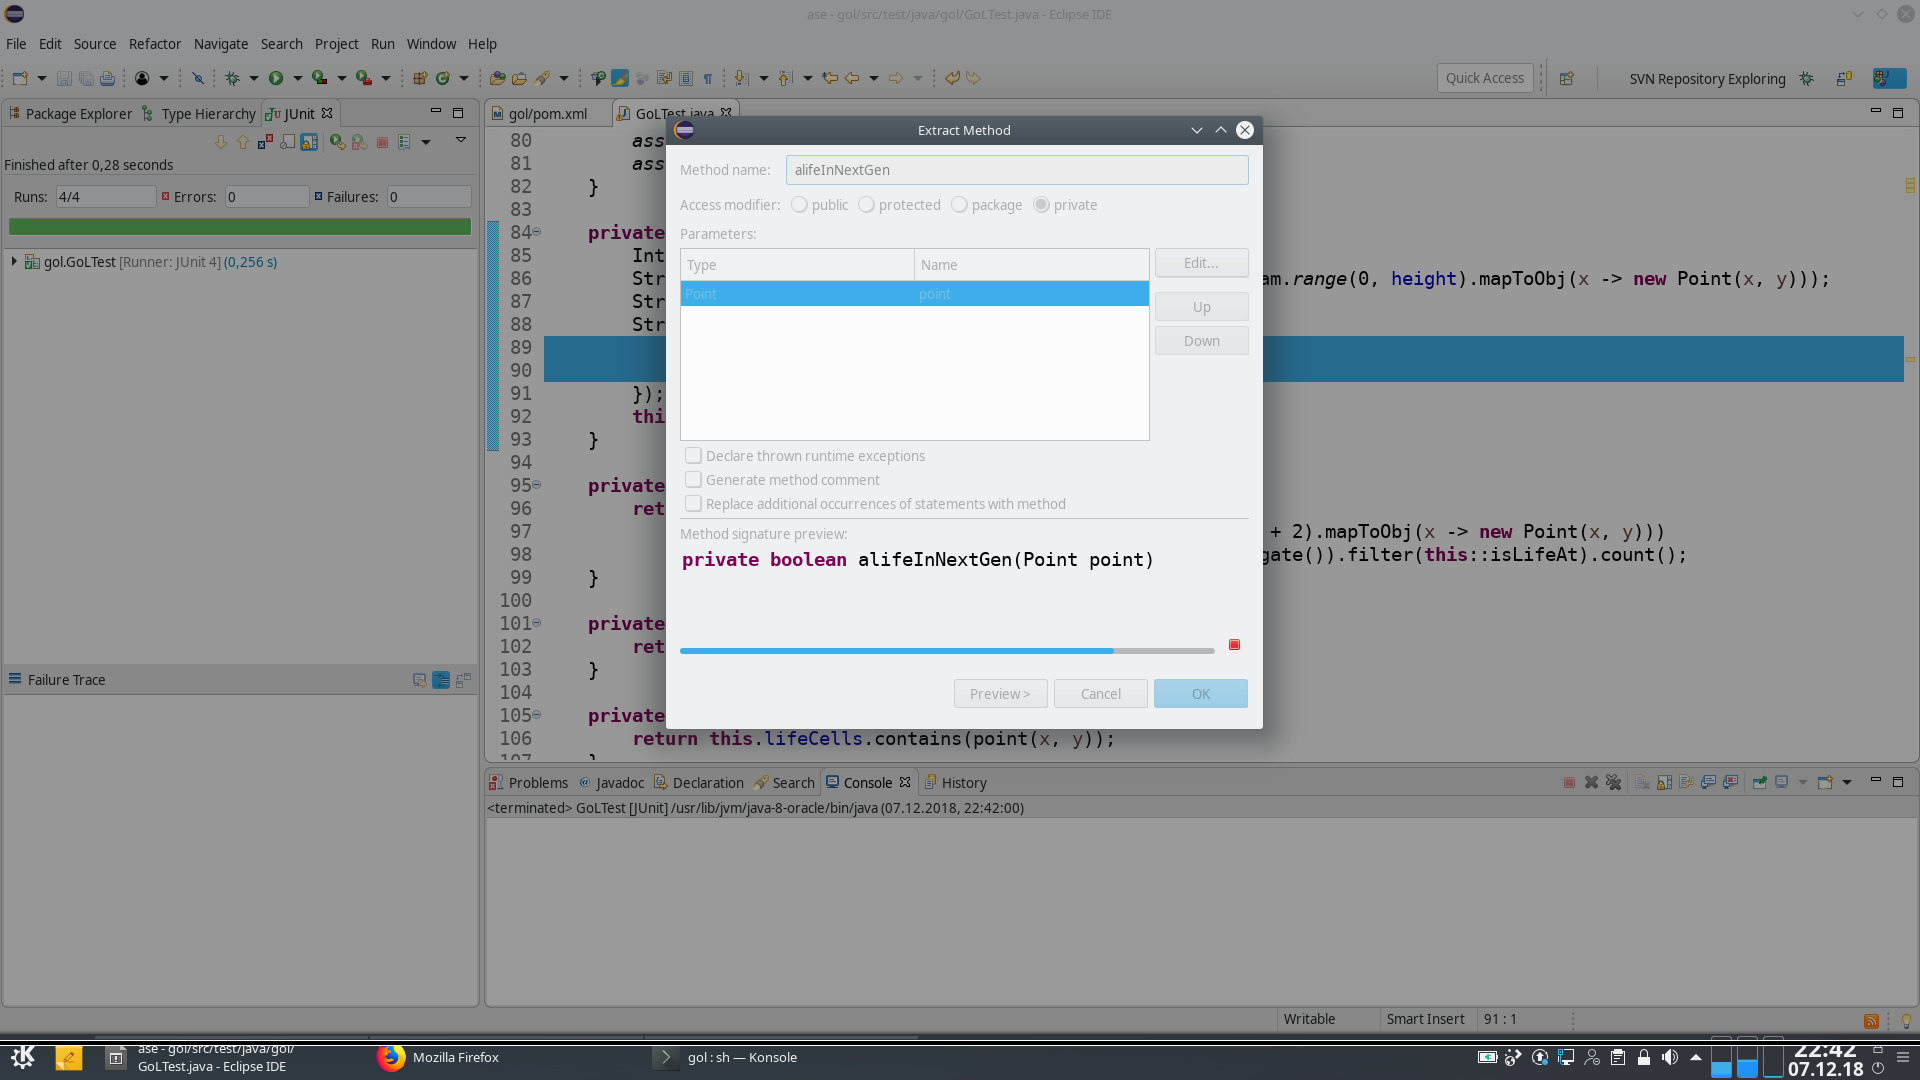 ase - gol/src/test/java/gol/GoLTest.java - Eclipse IDE
File Edit Source Refactor Navigate Search Project Run Window Help
Quick Access
SVN Repository Exploring
Package Explorer Type Hierarchy JUnit
gol/pom.xml GoLTest.java
Finished after 0,28 seconds
Runs: 4/4 Errors: 0 Failures: 0
gol.GoLTest [Runner: JUnit 4] (0,256 s)
Failure Trace
80 ass
81 ass
82 }
83
84 private
85 Int
86 Str am.range(0, height).mapToObj(x -> new Point(x, y)));
87 Str
88 Str
89
90
91 });
92 thi
93 }
94
95 private
96 ret
97 + 2).mapToObj(x -> new Point(x, y)))
98 gate()).filter(this::isLifeAt).count();
99 }
100
101 private
102 ret
103 }
104
105 private
106 return this.lifeCells.contains(point(x, y));
107 }
Extract Method
Method name: alifeInNextGen
Access modifier: public protected package private
Parameters:
Type Name
Point point
Edit...
Up
Down
Declare thrown runtime exceptions
Generate method comment
Replace additional occurrences of statements with method
Method signature preview:
private boolean alifeInNextGen(Point point)
Preview > Cancel OK
Problems Javadoc Declaration Search Console History
<terminated> GoLTest [JUnit] /usr/lib/jvm/java-8-oracle/bin/java (07.12.2018, 22:42:00)
Writable Smart Insert 91 : 1
ase - gol/src/test/java/gol/
GoLTest.java - Eclipse IDE
Mozilla Firefox
gol : sh — Konsole
22:42
07.12.18